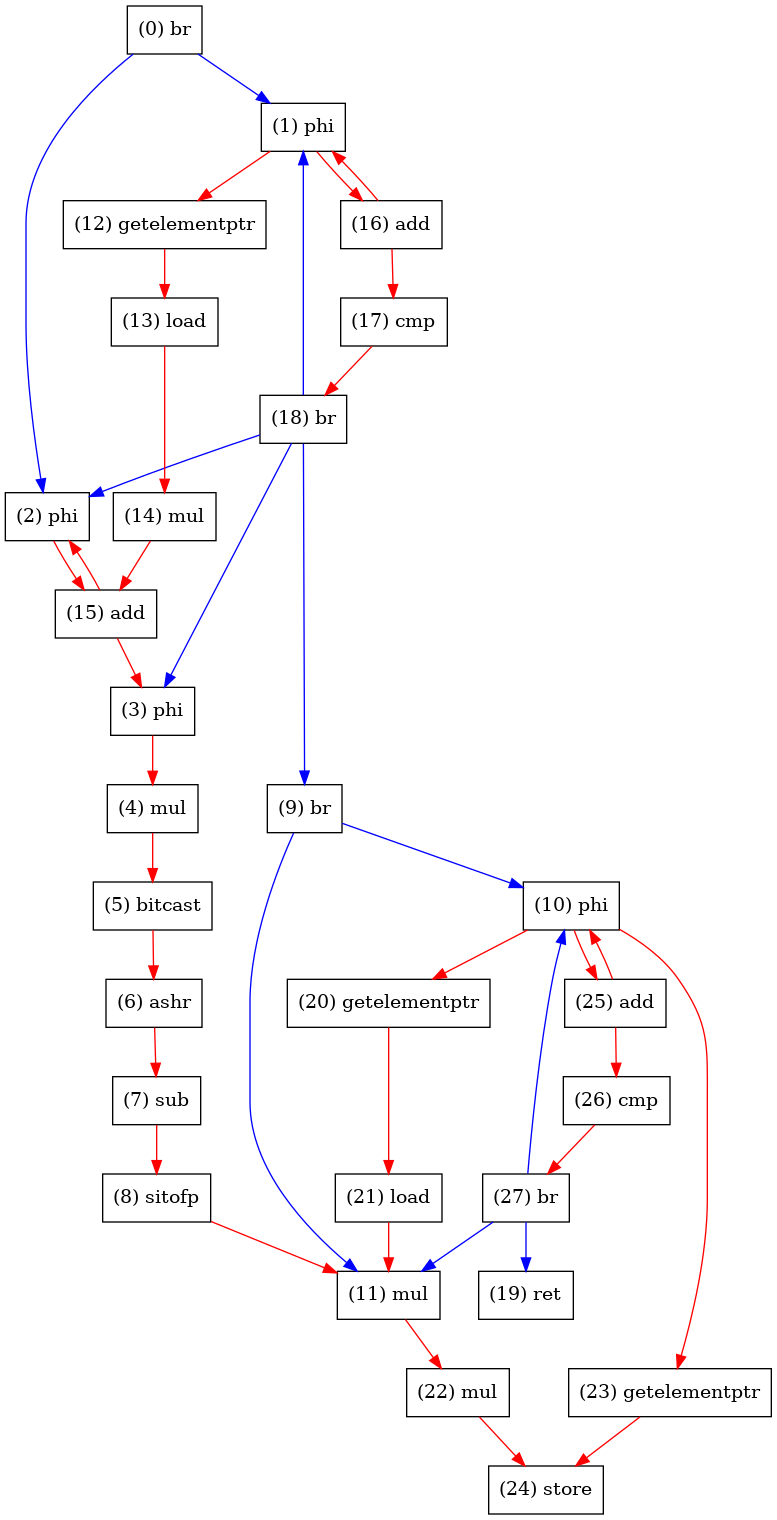 (0) br
(1) phi
(12) getelementptr
(16) add
(13) load
(17) cmp
(18) br
(2) phi
(14) mul
(15) add
(3) phi
(4) mul
(9) br
(5) bitcast
(10) phi
(6) ashr
(20) getelementptr
(25) add
(7) sub
(26) cmp
(8) sitofp
(21) load
(27) br
(11) mul
(19) ret
(22) mul
(23) getelementptr
(24) store